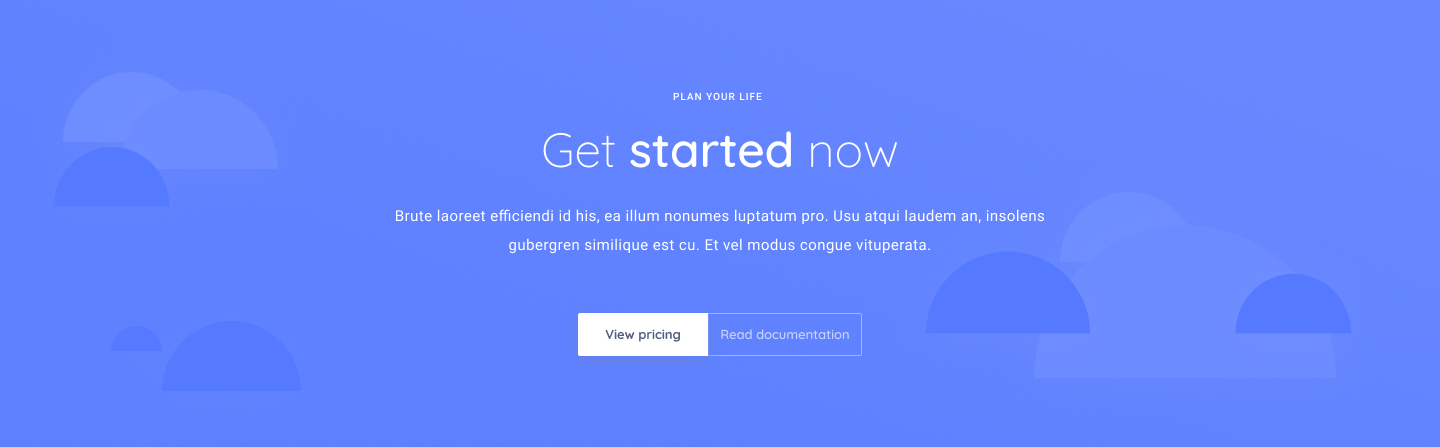 PLAN YOUR LIFE
Get started now
Brute laoreet efficiendi id his, ea illum nonumes luptatum pro. Usu atqui laudem an, insolens
gubergren similique est cu. Et vel modus congue vituperata.
View pricing
Read documentation